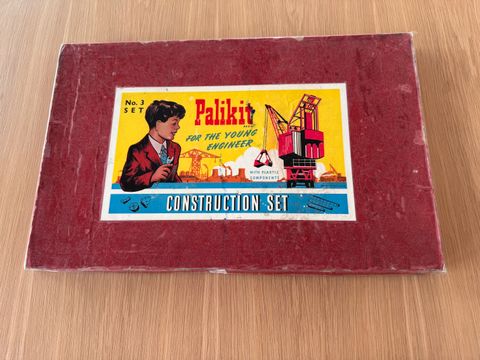 No. 3
SET
Palikit
FOR THE YOUNG
ENGINEER
WITH PLASTIC
COMPONENTS
CONSTRUCTION SET